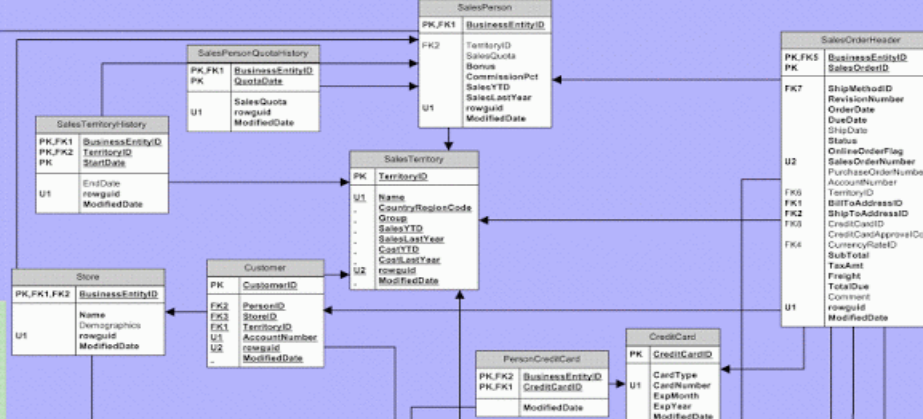 SalesPerson
PK,FK1 BusinessEntityID
FK2 TerritoryID
SalesQuota
Bonus
CommissionPct
SalesYTD
SalesLastYear
U1 rowguid
ModifiedDate
SalesOrderHeader
PK,FK5 BusinessEntityID
PK SalesOrderID
FK7 ShipMethodID
RevisionNumber
OrderDate
DueDate
ShipDate
Status
OnlineOrderFlag
U2 SalesOrderNumber
PurchaseOrderNumbe
AccountNumber
FK6 TerritoryID
FK1 BillToAddressID
FK2 ShipToAddressID
FK3 CreditCardID
CreditCardApprovalCo
FK4 CurrencyRateID
SubTotal
TaxAmt
Freight
TotalDue
Comment
U1 rowguid
ModifiedDate
SalesPersonQuotaHistory
PK,FK1 BusinessEntityID
PK QuotaDate
SalesQuota
U1 rowguid
ModifiedDate
SalesTerritoryHistory
PK,FK1 BusinessEntityID
PK,FK2 TerritoryID
PK StartDate
EndDate
U1 rowguid
ModifiedDate
SalesTerritory
PK TerritoryID
U1 Name
CountryRegionCode
Group
SalesYTD
SalesLastYear
CostYTD
CostLastYear
U2 rowguid
ModifiedDate
Store
PK,FK1,FK2 BusinessEntityID
Name
Demographics
U1 rowguid
ModifiedDate
Customer
PK CustomerID
FK2 PersonID
FK3 StoreID
FK1 TerritoryID
U1 AccountNumber
U2 rowguid
ModifiedDate
PersonCreditCard
PK,FK2 BusinessEntityID
PK,FK1 CreditCardID
ModifiedDate
CreditCard
PK CreditCardID
U1 CardType
CardNumber
ExpMonth
ExpYear
ModifiedDate